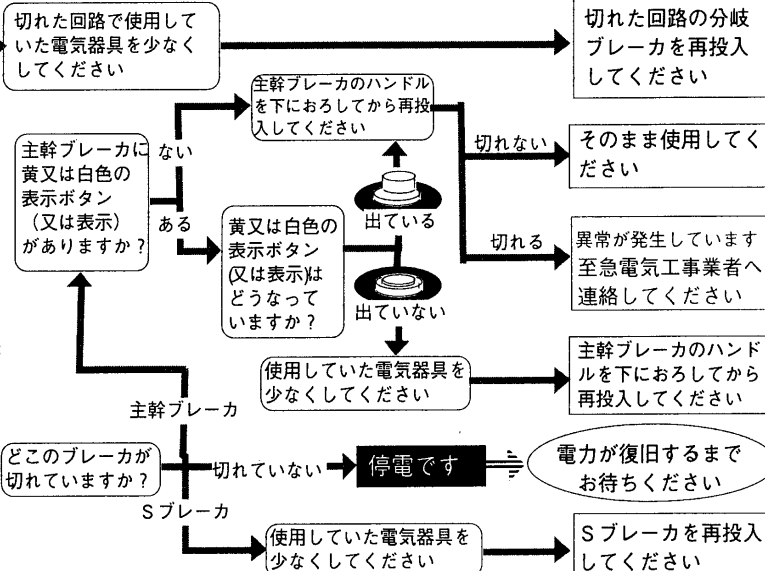 切れた回路で使用して
いた電気器具を少なく
してください
切れた回路の分岐
ブレーカを再投入
してください
主幹ブレーカのハンドル
を下におろしてから再投
入してください
切れない
そのまま使用してく
ださい
主幹ブレーカに
黄又は白色の
表示ボタン
(又は表示)
がありますか?
ない
ある
黄又は白色の
表示ボタン
(又は表示)は
どうなって
いますか?
出ている
出ていない
切れる
異常が発生しています
至急電気工事業者へ
連絡してください
使用していた電気器具を
少なくしてください
主幹ブレーカのハンド
ルを下におろしてから
再投入してください
主幹ブレーカ
どこのブレーカが
切れていますか?
切れていない
停電です
電力が復旧するまで
お待ちください
Sブレーカ
使用していた電気器具を
少なくしてください
Sブレーカを再投入
してください